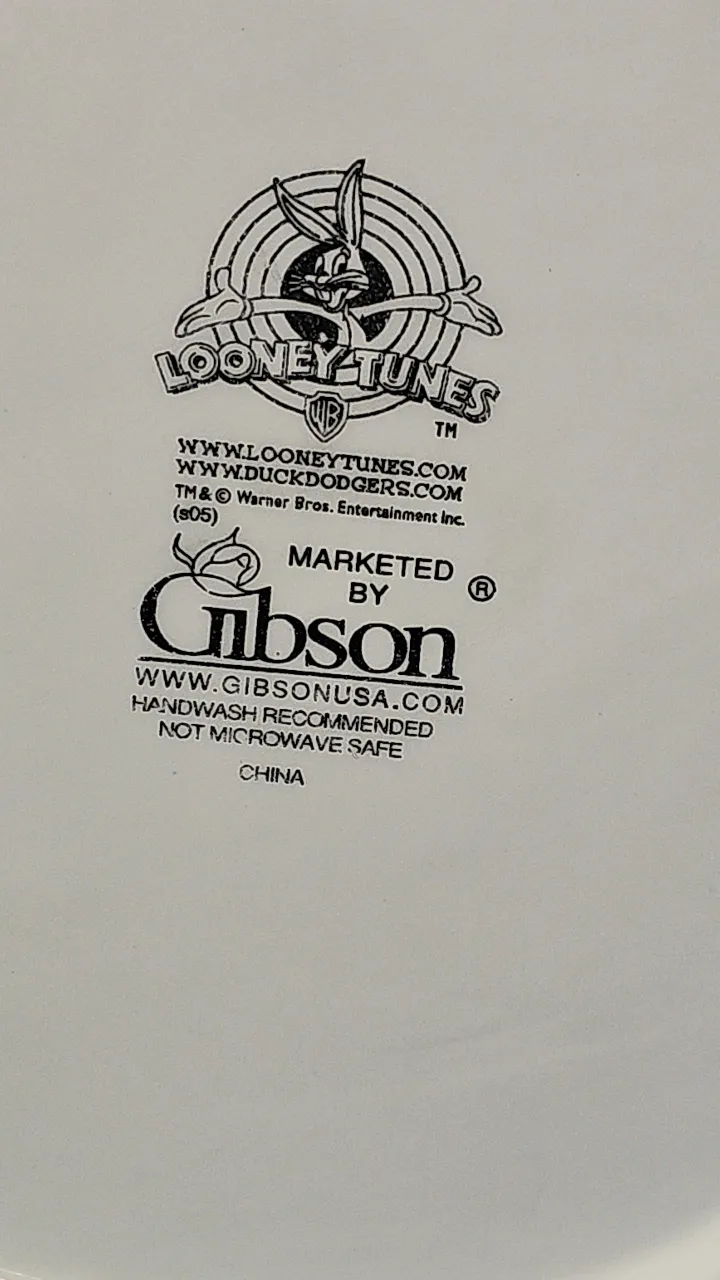 LOONEY TUNES
WB
TM
WWW.LOONEYTUNES.COM
WWW.DUCKDODGERS.COM
TM & © Warner Bros. Entertainment Inc.
(s05)
MARKETED
BY ®
Gibson
WWW.GIBSONUSA.COM
HANDWASH RECOMMENDED
NOT MICROWAVE SAFE
CHINA